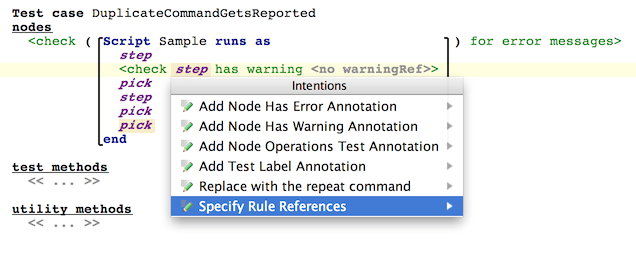 Test case DuplicateCommandGetsReported
nodes
<check ( Script Sample runs as ) for error messages>
step
<check step has warning <no warningRef>>
pick
step
pick
pick
end
Intentions
Add Node Has Error Annotation
Add Node Has Warning Annotation
Add Node Operations Test Annotation
Add Test Label Annotation
Replace with the repeat command
Specify Rule References
test methods
<< ... >>
utility methods
<< ... >>